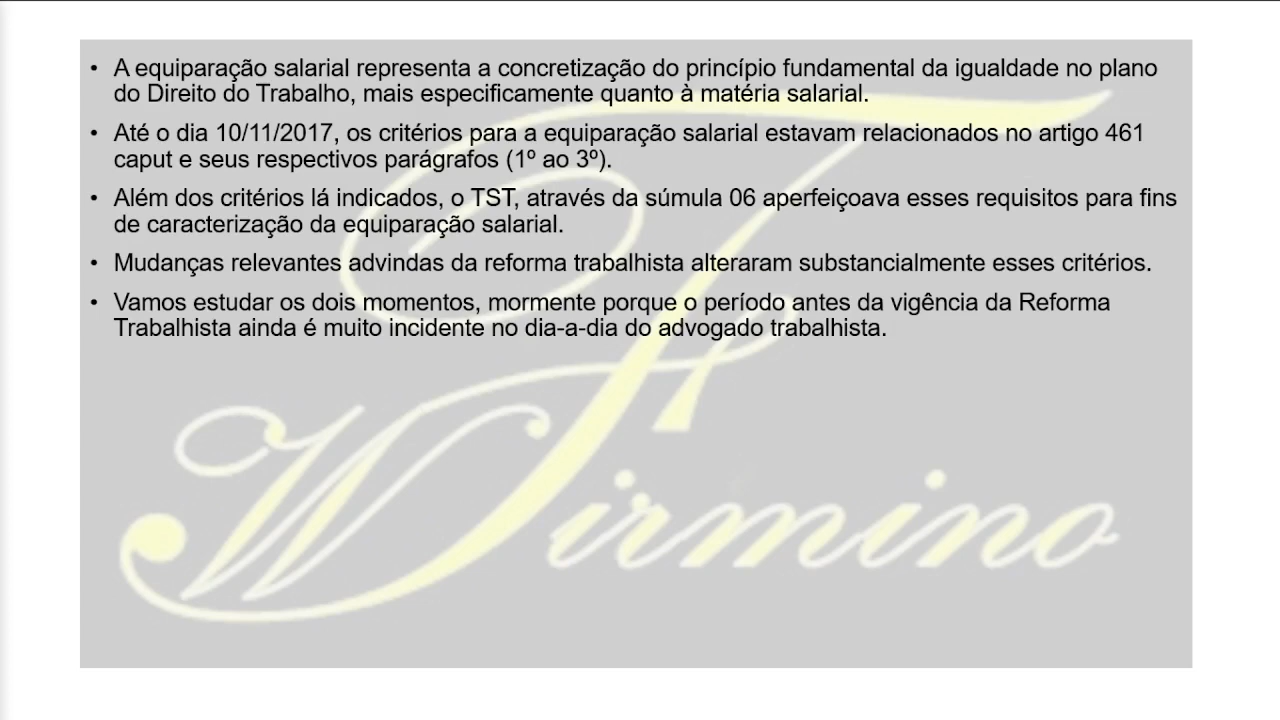 • A equiparação salarial representa a concretização do princípio fundamental da igualdade no plano
do Direito do Trabalho, mais especificamente quanto à matéria salarial.
• Até o dia 10/11/2017, os critérios para a equiparação salarial estavam relacionados no artigo 461
caput e seus respectivos parágrafos (1º ao 3º).
• Além dos critérios lá indicados, o TST, através da súmula 06 aperfeiçoava esses requisitos para fins
de caracterização da equiparação salarial.
• Mudanças relevantes advindas da reforma trabalhista alteraram substancialmente esses critérios.
• Vamos estudar os dois momentos, mormente porque o período antes da vigência da Reforma
Trabalhista ainda é muito incidente no dia-a-dia do advogado trabalhista.